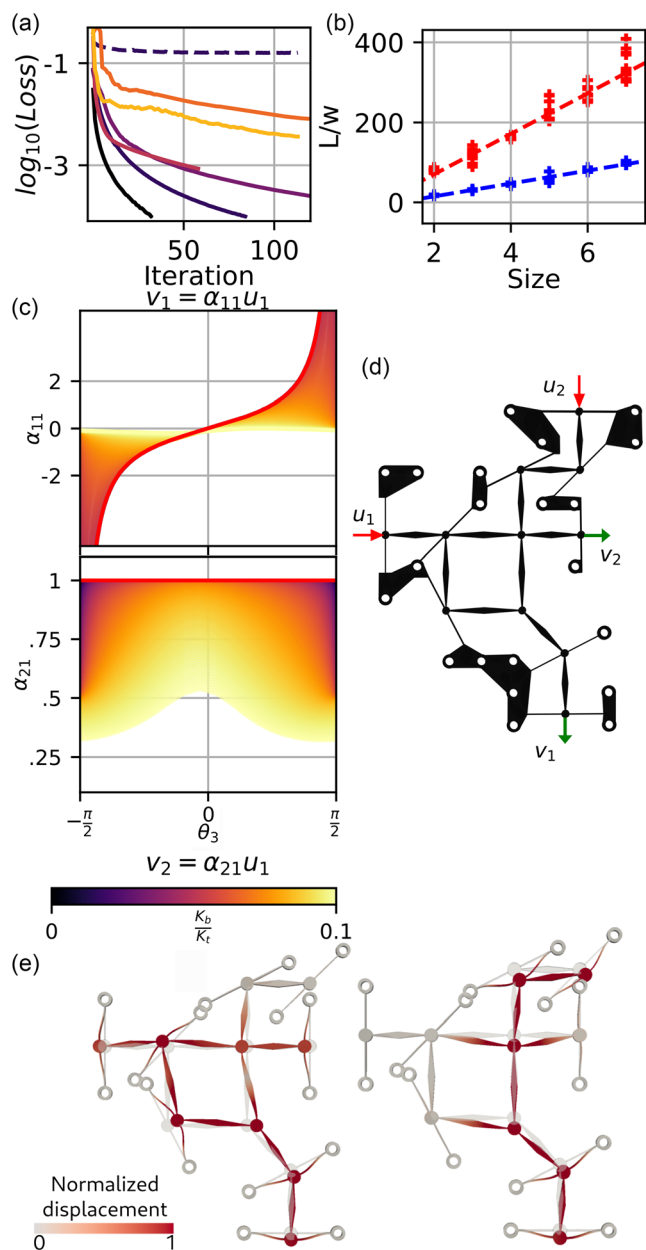 (a)
log₁₀(Loss)
-1
-3
50
100
Iteration
(b)
L/w
400
200
0
2
4
6
Size
(c)
v₁ = α₁₁u₁
α₁₁
2
0
-2
α₂₁
1
.75
.5
.25
-π/2
0
π/2
θ₃
v₂ = α₂₁u₁
0
K_b/K_t
0.1
(d)
u₂
u₁
v₂
v₁
(e)
Normalized
displacement
0
1